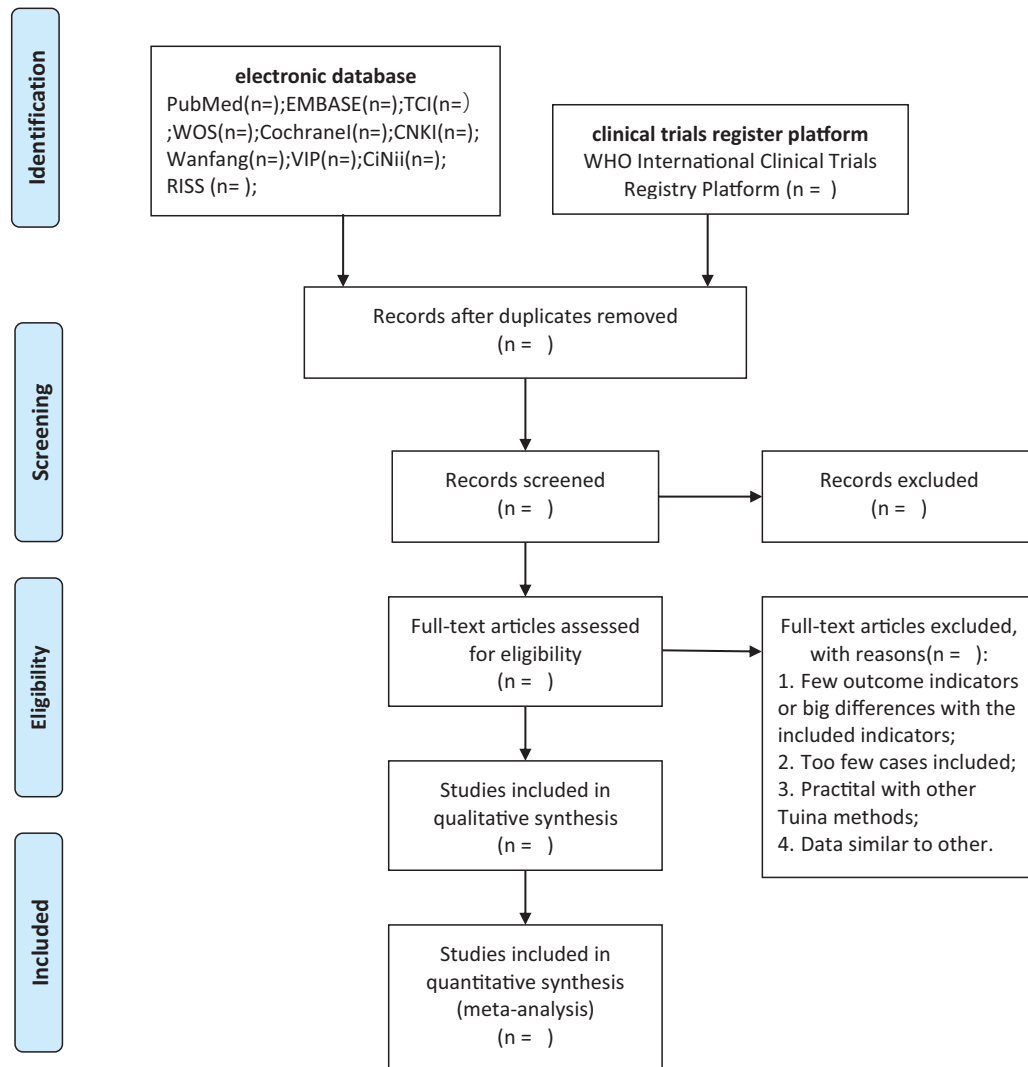 Identification
electronic database
PubMed(n=);EMBASE(n=);TCI(n=)
;WOS(n=);CochraneI(n=);CNKI(n=);
Wanfang(n=);VIP(n=);CiNii(n=);
RISS (n= );
clinical trials register platform
WHO International Clinical Trials
Registry Platform (n =  )
Records after duplicates removed
(n =   )
Screening
Records screened
(n =   )
Records excluded
(n =   )
Eligibility
Full-text articles assessed
for eligibility
(n =   )
Full-text articles excluded,
with reasons(n =   ):
1. Few outcome indicators
or big differences with the
included indicators;
2. Too few cases included;
3. Practital with other
Tuina methods;
4. Data similar to other.
Studies included in
qualitative synthesis
(n =   )
Included
Studies included in
quantitative synthesis
(meta-analysis)
(n =   )